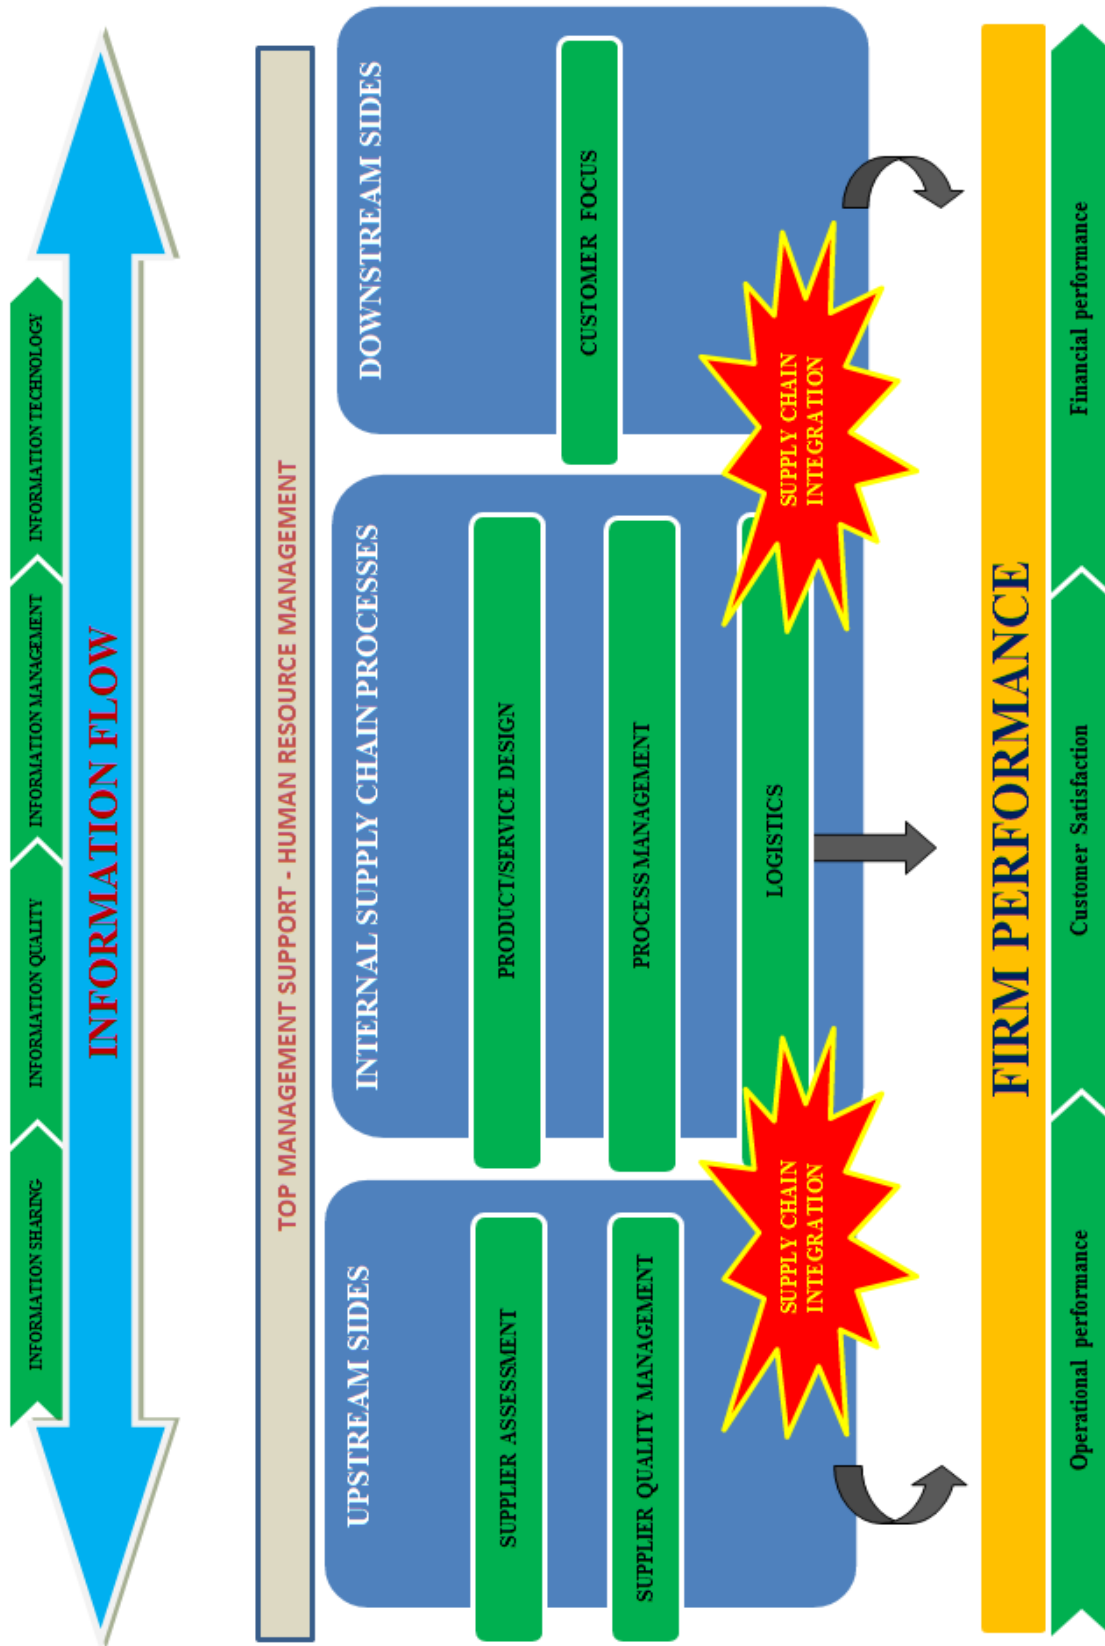 INFORMATION SHARING
INFORMATION QUALITY
INFORMATION MANAGEMENT
INFORMATION TECHNOLOGY
INFORMATION FLOW
TOP MANAGEMENT SUPPORT - HUMAN RESOURCE MANAGEMENT
UPSTREAM SIDES
SUPPLIER ASSESSMENT
SUPPLIER QUALITY MANAGEMENT
INTERNAL SUPPLY CHAIN PROCESSES
PRODUCT/SERVICE DESIGN
PROCESS MANAGEMENT
LOGISTICS
DOWNSTREAM SIDES
CUSTOMER FOCUS
SUPPLY CHAIN
INTEGRATION
SUPPLY CHAIN
INTEGRATION
FIRM PERFORMANCE
Operational performance
Customer Satisfaction
Financial performance